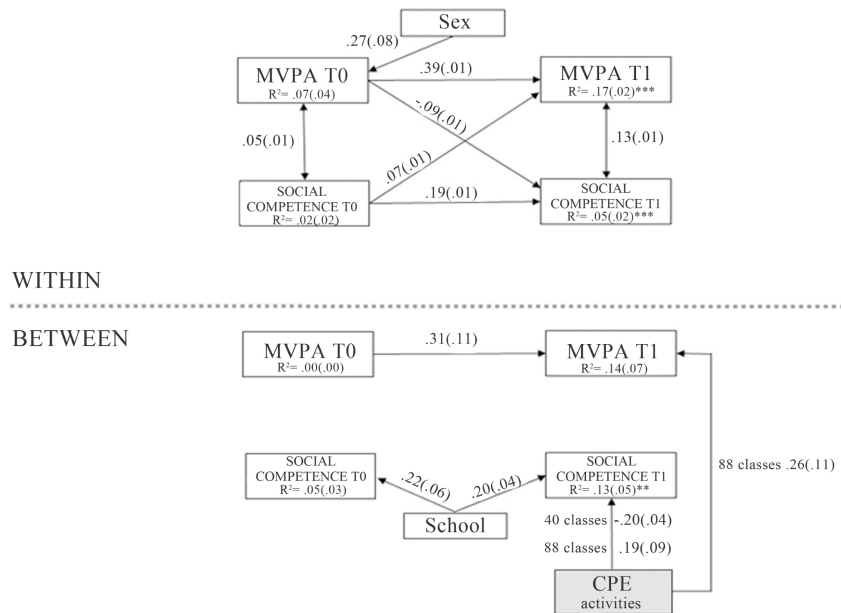 Sex
.27(.08)
MVPA T0
R²= .07(.04)
.39(.01)
MVPA T1
R²= .17(.02)***
-.09(.01)
.05(.01)
.13(.01)
.07(.01)
SOCIAL
COMPETENCE T0
R²= .02(.02)
.19(.01)
SOCIAL
COMPETENCE T1
R²= .05(.02)***
WITHIN
BETWEEN
MVPA T0
R²= .00(.00)
.31(.11)
MVPA T1
R²= .14(.07)
SOCIAL
COMPETENCE T0
R²= .05(.03)
.22(.06)
.20(.04)
SOCIAL
COMPETENCE T1
R²= .13(.05)**
88 classes .26(.11)
School
40 classes -.20(.04)
88 classes .19(.09)
CPE
activities